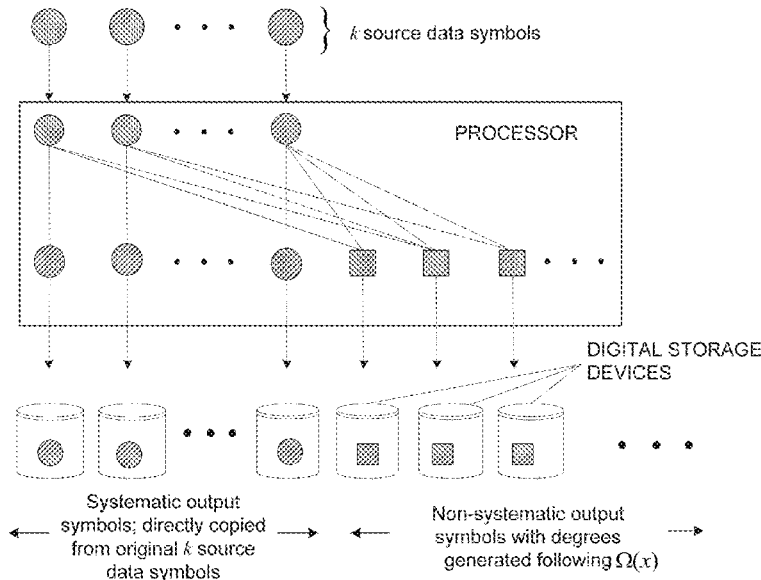 k source data symbols
PROCESSOR
DIGITAL STORAGE
DEVICES
Systematic output
symbols; directly copied
from original k source
data symbols
Non-systematic output
symbols with degrees
generated following Ω(x)